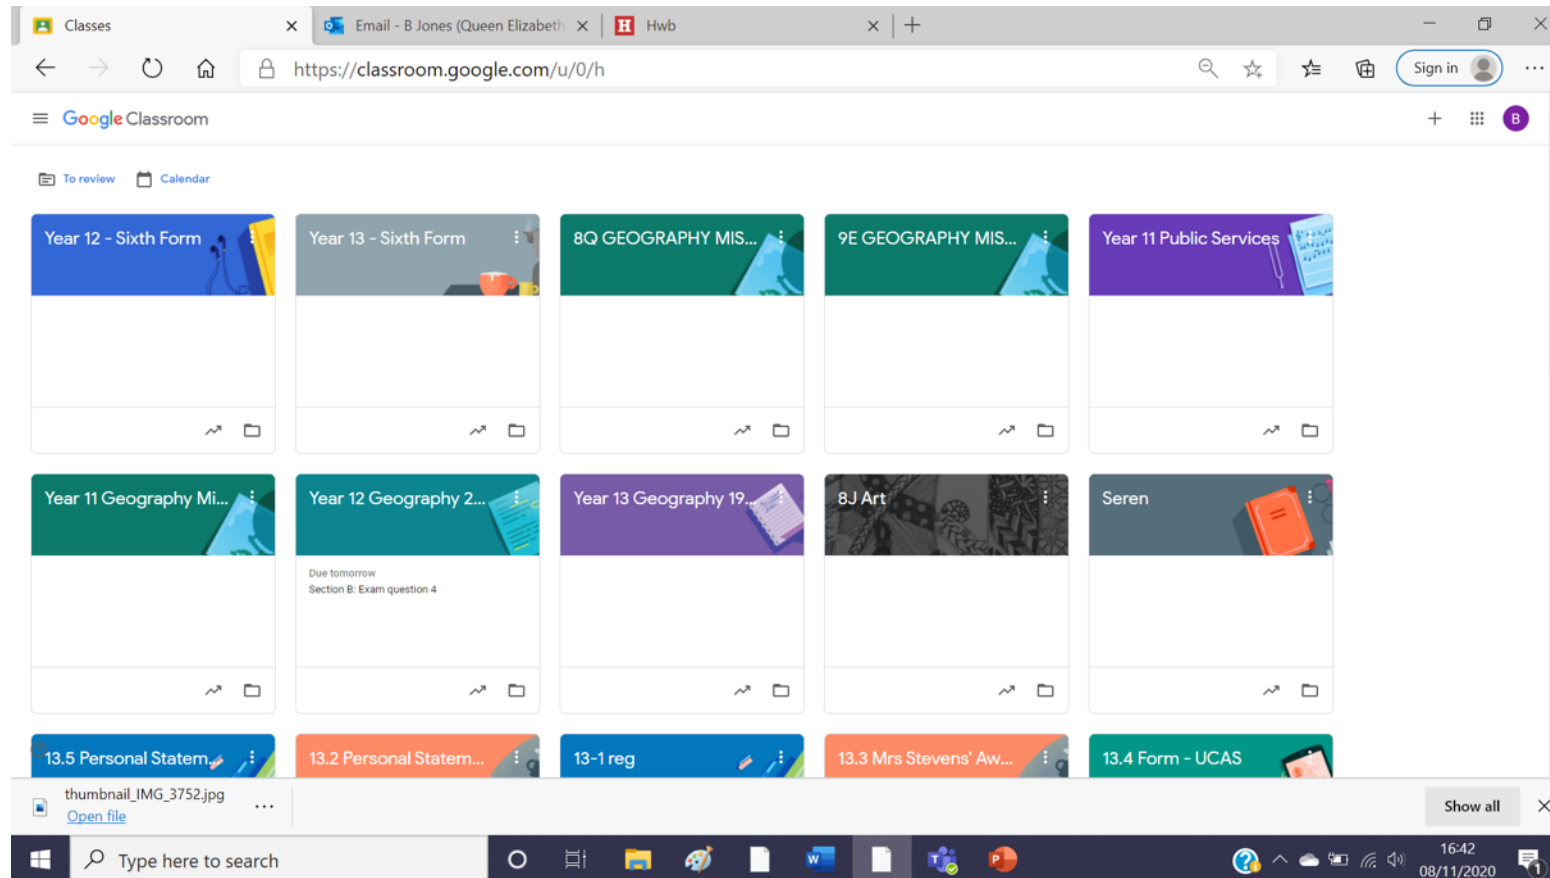 Classes
Email - B Jones (Queen Elizabeth
Hwb
https://classroom.google.com/u/0/h
Sign in
Google Classroom
B
To review
Calendar
Year 12 - Sixth Form
Year 13 - Sixth Form
8Q GEOGRAPHY MIS...
9E GEOGRAPHY MIS...
Year 11 Public Services
Year 11 Geography Mi...
Year 12 Geography 2...
Year 13 Geography 19...
8J Art
Seren
Due tomorrow
Section B: Exam question 4
13.5 Personal Statem...
13.2 Personal Statem...
13-1 reg
13.3 Mrs Stevens' Aw...
13.4 Form - UCAS
thumbnail_IMG_3752.jpg
Open file
Show all
Type here to search
16:42
08/11/2020
1